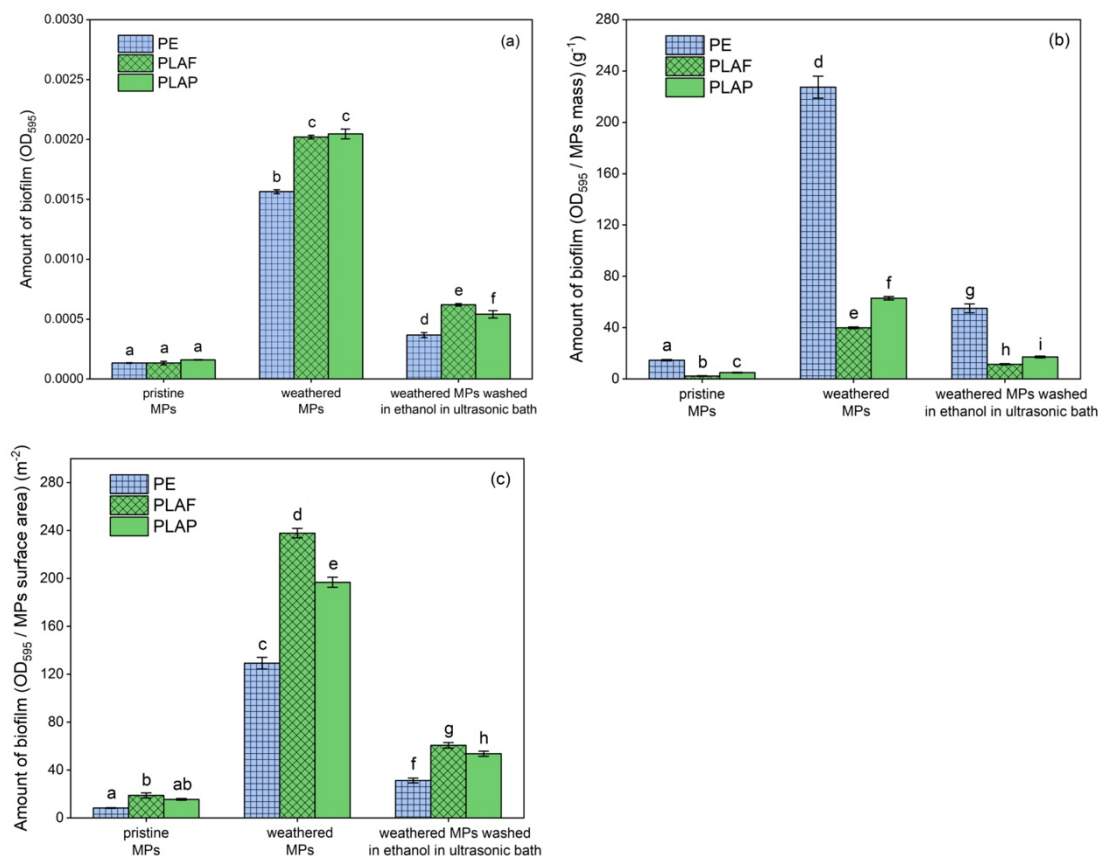 (a)
PE
PLAF
PLAP
Amount of biofilm (OD₅₉₅)
0.0030
0.0025
0.0020
0.0015
0.0010
0.0005
0.0000
a a a
b c c
d e f
pristine
MPs
weathered
MPs
weathered MPs washed
in ethanol in ultrasonic bath
(b)
PE
PLAF
PLAP
Amount of biofilm (OD₅₉₅ / MPs mass) (g⁻¹)
280
240
200
160
120
80
40
0
a b c
d e f
g h i
pristine
MPs
weathered
MPs
weathered MPs washed
in ethanol in ultrasonic bath
(c)
PE
PLAF
PLAP
Amount of biofilm (OD₅₉₅ / MPs surface area) (m⁻²)
280
240
200
160
120
80
40
0
a b ab
c d e
f g h
pristine
MPs
weathered
MPs
weathered MPs washed
in ethanol in ultrasonic bath